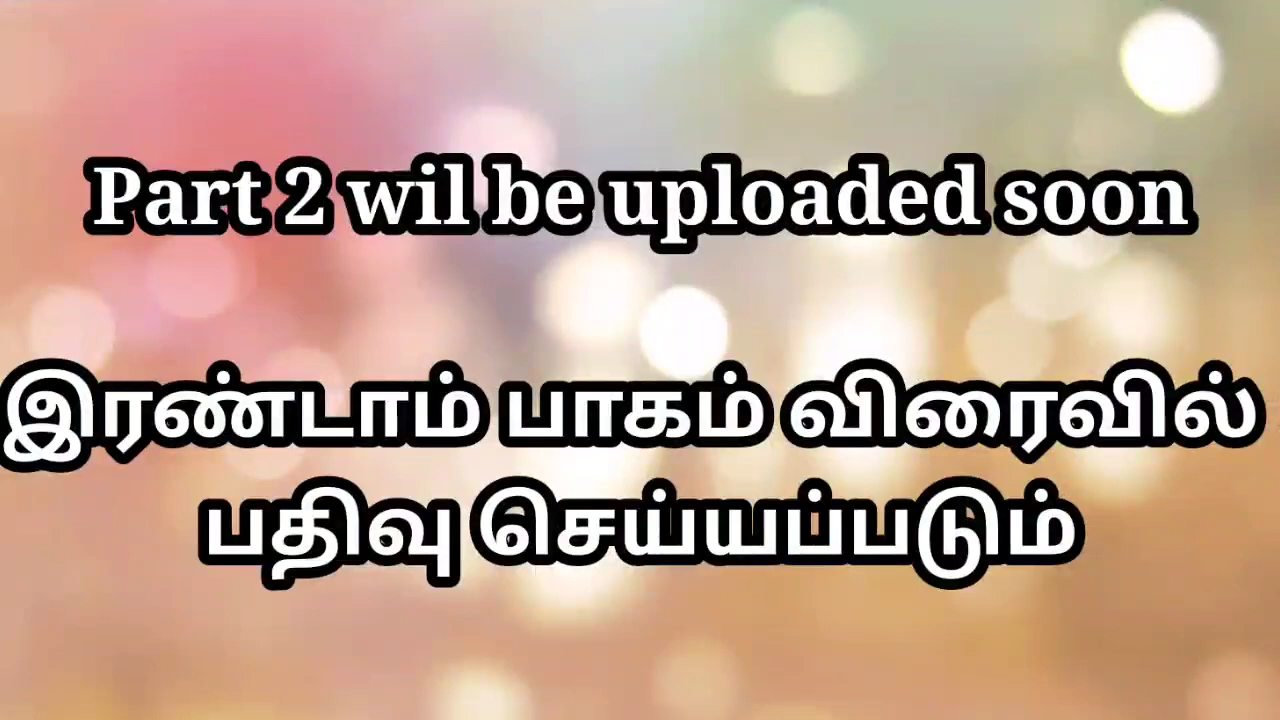 Part 2 wil be uploaded soon
இரண்டாம் பாகம் விரைவில்
பதிவு செய்யப்படும்